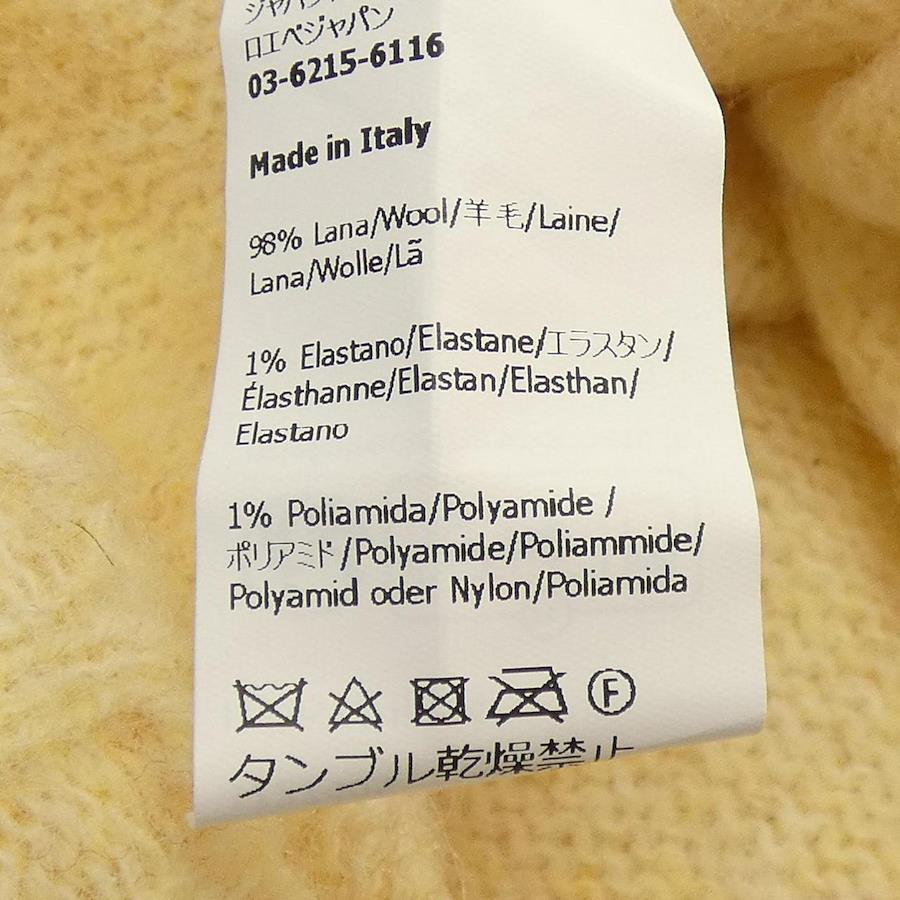 ロエベジャパン
03-6215-6116
Made in Italy
98% Lana/Wool/羊毛/Laine/
Lana/Wolle/Lã
1% Elastano/Elastane/エラスタン/
Élasthanne/Elastan/Elasthan/
Elastano
1% Poliamida/Polyamide /
ポリアミド/Polyamide/Poliammide/
Polyamid oder Nylon/Poliamida
F
タンブル乾燥禁止